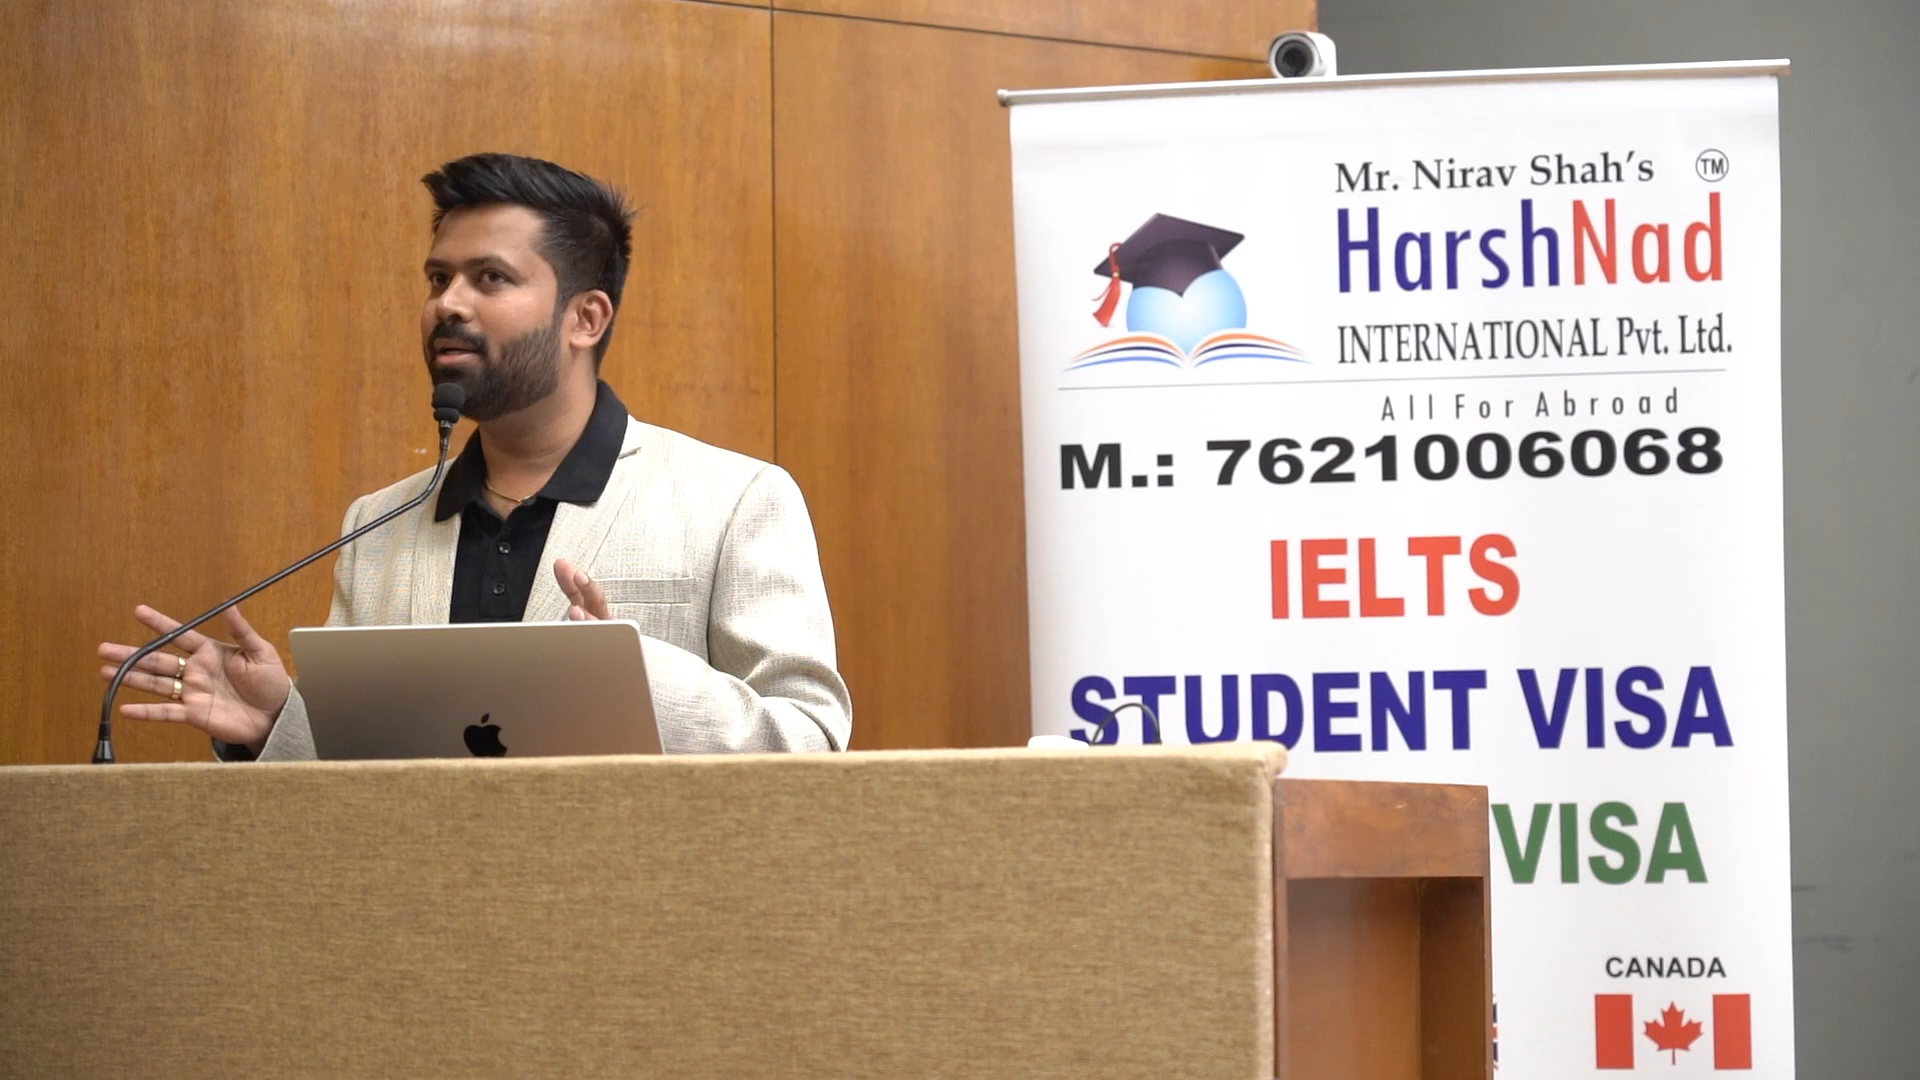 Mr. Nirav Shah's ™
HarshNad
INTERNATIONAL Pvt. Ltd.
All For Abroad
M.: 7621006068
IELTS
STUDENT VISA
VISA
CANADA